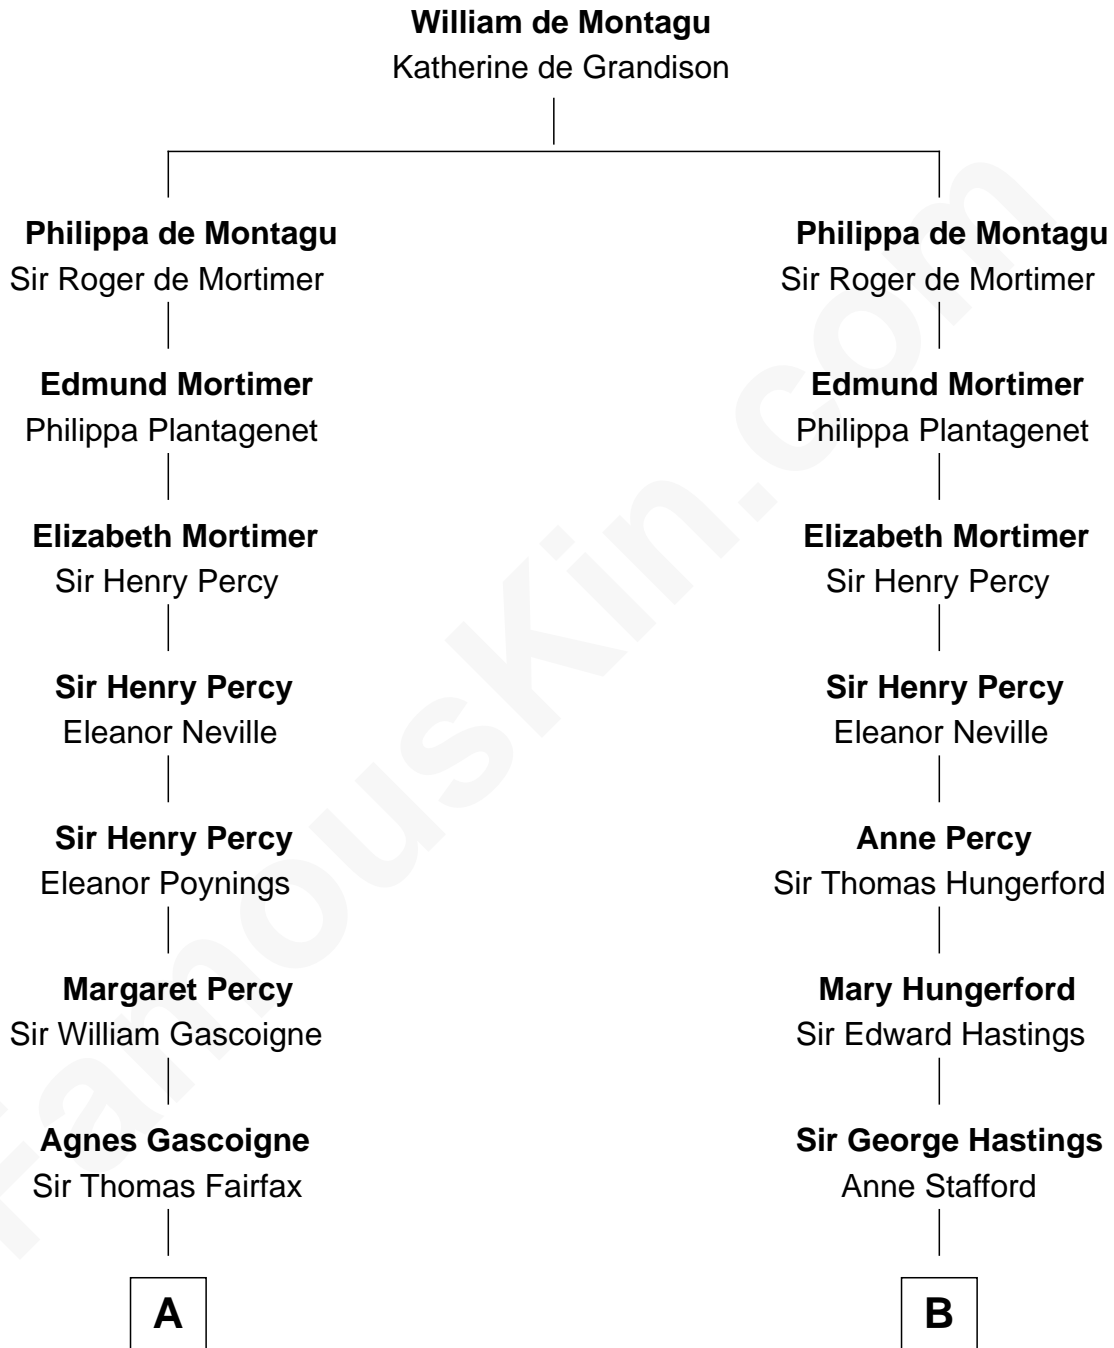 William de Montagu
Katherine de Grandison
Philippa de Montagu
Sir Roger de Mortimer
Philippa de Montagu
Sir Roger de Mortimer
Edmund Mortimer
Philippa Plantagenet
Edmund Mortimer
Philippa Plantagenet
Elizabeth Mortimer
Sir Henry Percy
Elizabeth Mortimer
Sir Henry Percy
Sir Henry Percy
Eleanor Neville
Sir Henry Percy
Eleanor Neville
Sir Henry Percy
Eleanor Poynings
Anne Percy
Sir Thomas Hungerford
Margaret Percy
Sir William Gascoigne
Mary Hungerford
Sir Edward Hastings
Agnes Gascoigne
Sir Thomas Fairfax
Sir George Hastings
Anne Stafford
A
B
FamousKin.com